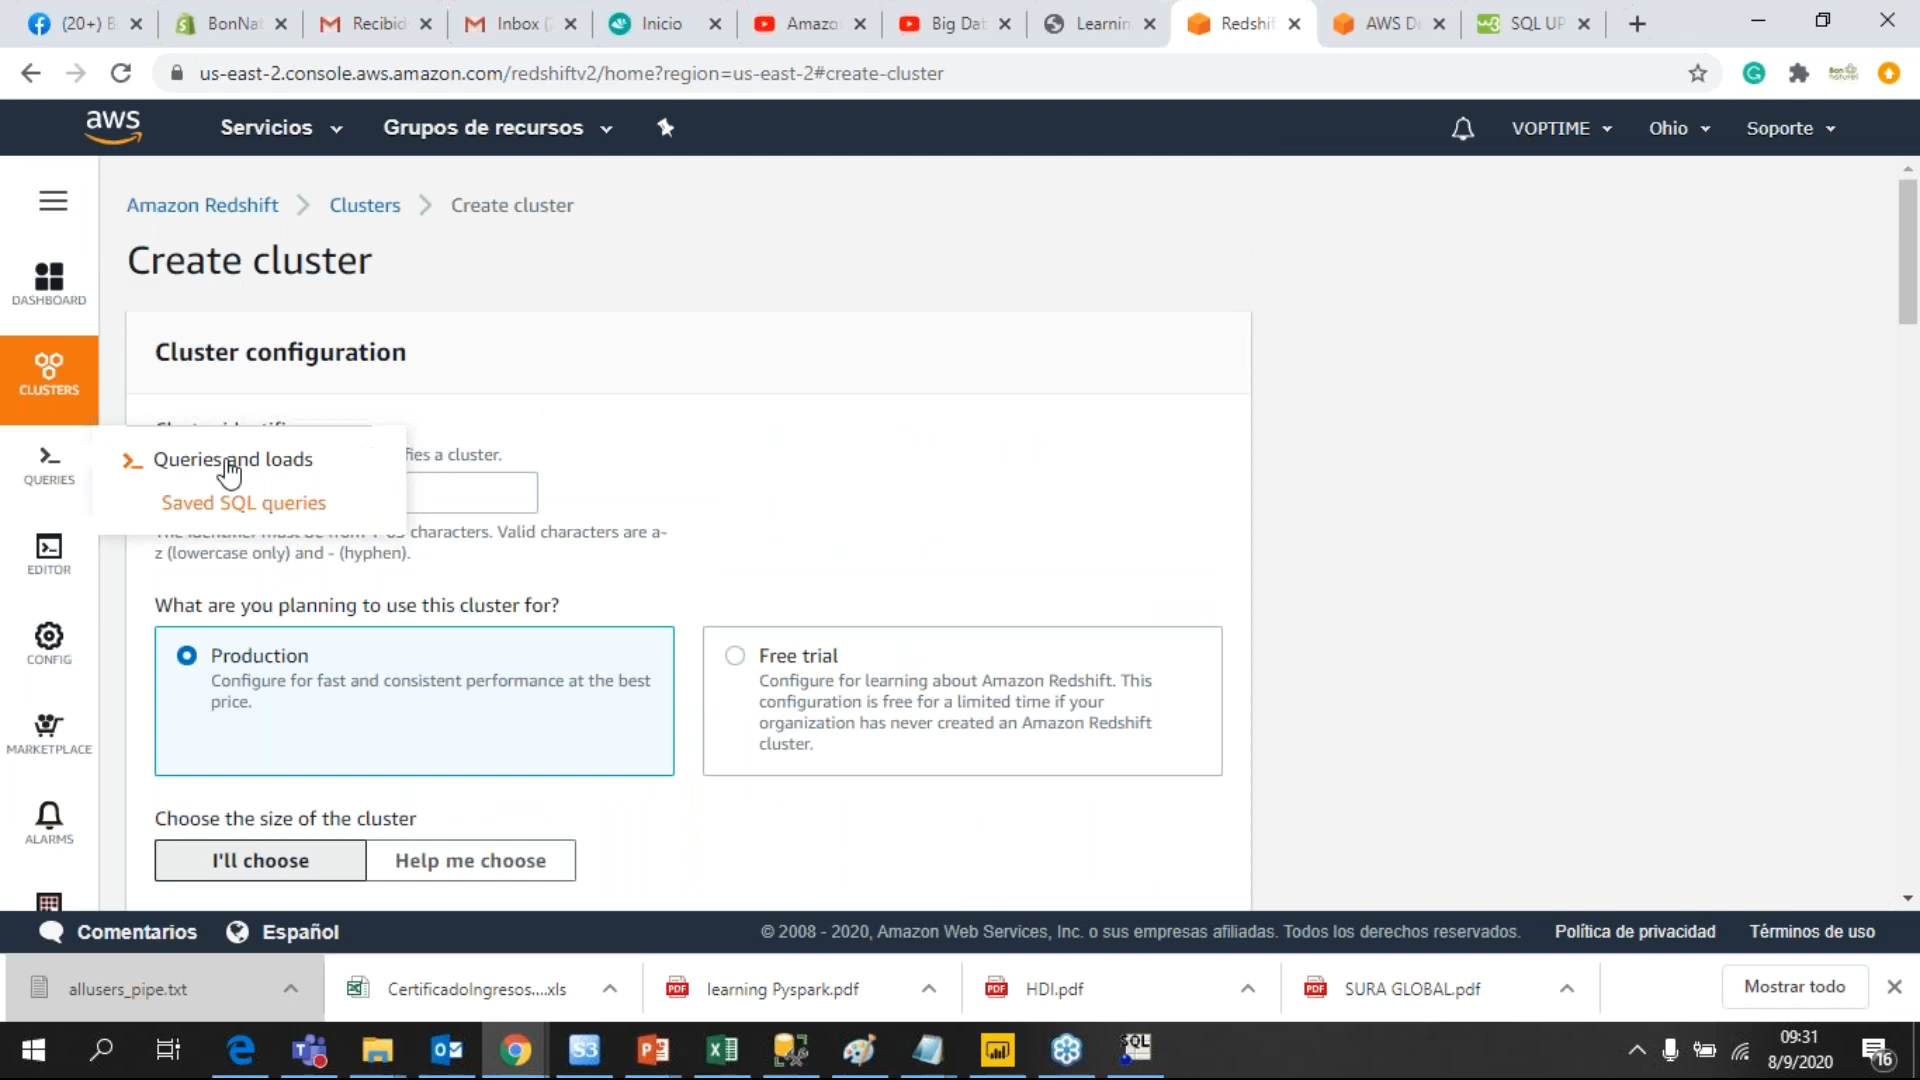 (20+) B
BonNat
Recibid
Inbox (
Inicio
Amazo
Big Dat
Learnin
Redshif
AWS D
SQL UP
us-east-2.console.aws.amazon.com/redshiftv2/home?region=us-east-2#create-cluster
aws
Servicios
Grupos de recursos
VOPTIME
Ohio
Soporte
Amazon Redshift
Clusters
Create cluster
Create cluster
DASHBOARD
Cluster configuration
CLUSTERS
Queries and loads
fies a cluster.
QUERIES
Saved SQL queries
characters. Valid characters are a-
z (lowercase only) and - (hyphen).
EDITOR
What are you planning to use this cluster for?
Production
Configure for fast and consistent performance at the best
price.
Free trial
Configure for learning about Amazon Redshift. This
configuration is free for a limited time if your
organization has never created an Amazon Redshift
cluster.
CONFIG
MARKETPLACE
ALARMS
Choose the size of the cluster
I'll choose
Help me choose
Comentarios
Español
© 2008 - 2020, Amazon Web Services, Inc. o sus empresas afiliadas. Todos los derechos reservados.
Política de privacidad
Términos de uso
allusers_pipe.txt
CertificadoIngresos....xls
learning Pyspark.pdf
HDI.pdf
SURA GLOBAL.pdf
Mostrar todo
09:31
8/9/2020
16